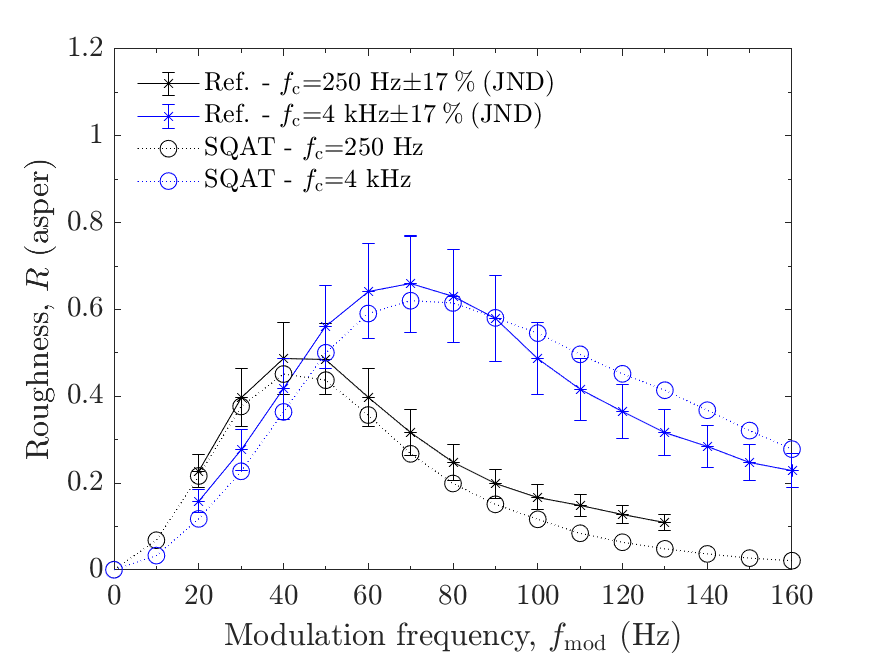 1.2
1
0.8
0.6
0.4
0.2
0
Roughness, R (asper)
Ref. - fc=250 Hz±17 % (JND)
Ref. - fc=4 kHz±17 % (JND)
SQAT - fc=250 Hz
SQAT - fc=4 kHz
0 20 40 60 80 100 120 140 160
Modulation frequency, fmod (Hz)